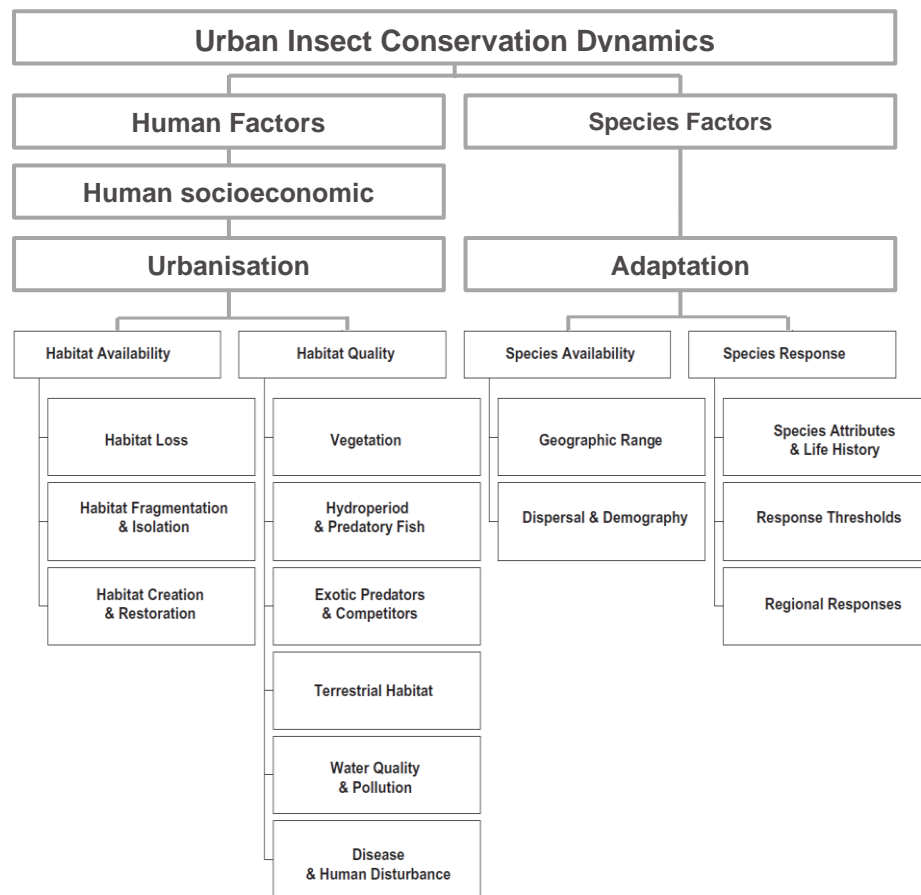 Urban Insect Conservation Dynamics
Human Factors
Species Factors
Human socioeconomic
Urbanisation
Adaptation
Habitat Availability
Habitat Quality
Species Availability
Species Response
Habitat Loss
Vegetation
Geographic Range
Species Attributes
& Life History
Habitat Fragmentation
& Isolation
Hydroperiod
& Predatory Fish
Dispersal & Demography
Response Thresholds
Habitat Creation
& Restoration
Exotic Predators
& Competitors
Regional Responses
Terrestrial Habitat
Water Quality
& Pollution
Disease
& Human Disturbance